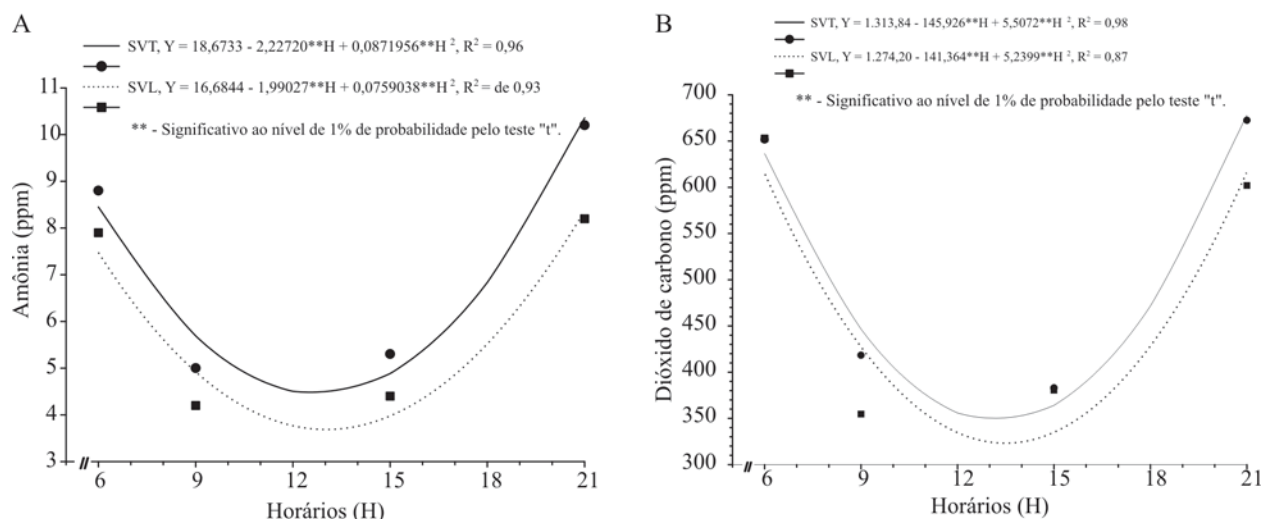 A
SVT, Y = 18,6733 - 2,22720**H + 0,0871956**H ², R² = 0,96
SVL, Y = 16,6844 - 1,99027**H + 0,0759038**H ², R² = de 0,93
** - Significativo ao nível de 1% de probabilidade pelo teste "t".
Amônia (ppm)
11
10
9
8
7
6
5
4
3
6 9 12 15 18 21
Horários (H)
B
SVT, Y = 1.313,84 - 145,926**H + 5,5072**H ², R² = 0,98
SVL, Y = 1.274,20 - 141,364**H + 5,2399**H ², R² = 0,87
** - Significativo ao nível de 1% de probabilidade pelo teste "t".
Dióxido de carbono (ppm)
700
650
600
550
500
450
400
350
300
6 9 12 15 18 21
Horários (H)